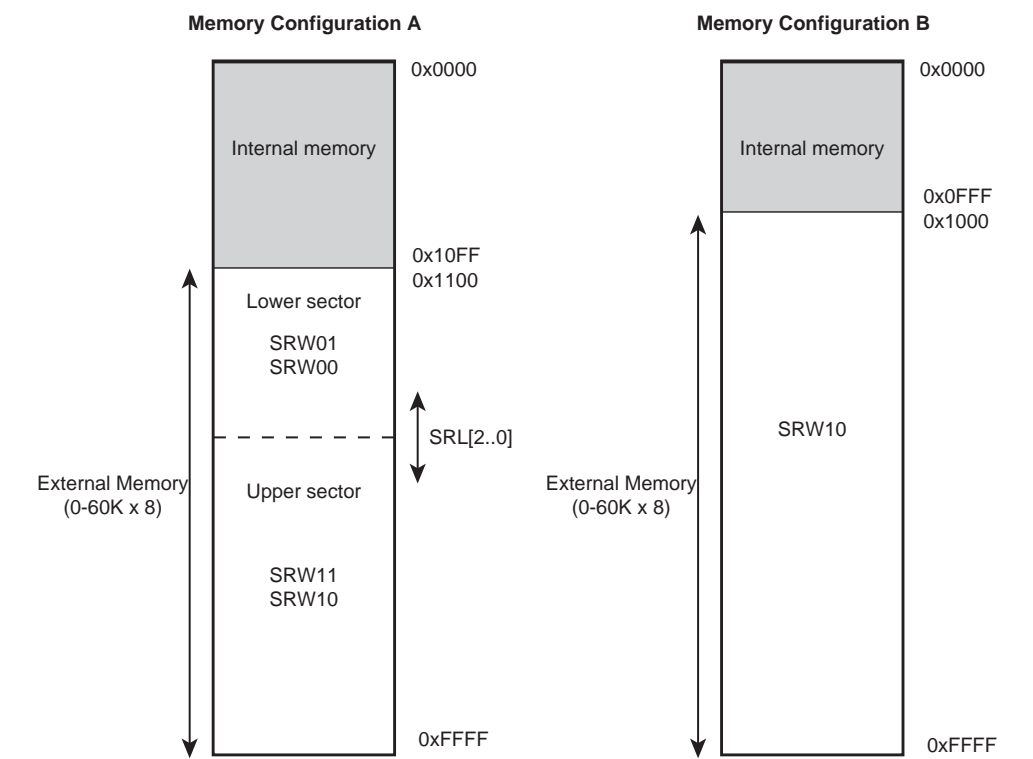 Memory Configuration A
0x0000
Internal memory
0x10FF
0x1100
Lower sector
SRW01
SRW00
SRL[2..0]
External Memory
(0-60K x 8)
Upper sector
SRW11
SRW10
0xFFFF
Memory Configuration B
0x0000
Internal memory
0x0FFF
0x1000
SRW10
External Memory
(0-60K x 8)
0xFFFF